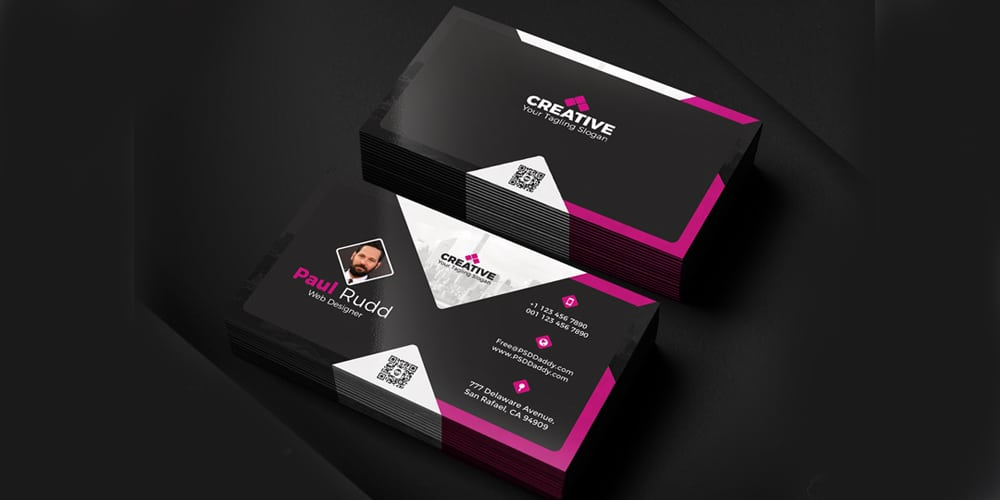 CREATIVE
Your Tagling Slogan
CREATIVE
Your Tagling Slogan
Paul Rudd
Web Designer
+1 123 456 7890
001 123 456 7890
Free@PSDDaddy.com
www.PSDDaddy.com
777 Delaware Avenue,
San Rafael, CA 94909